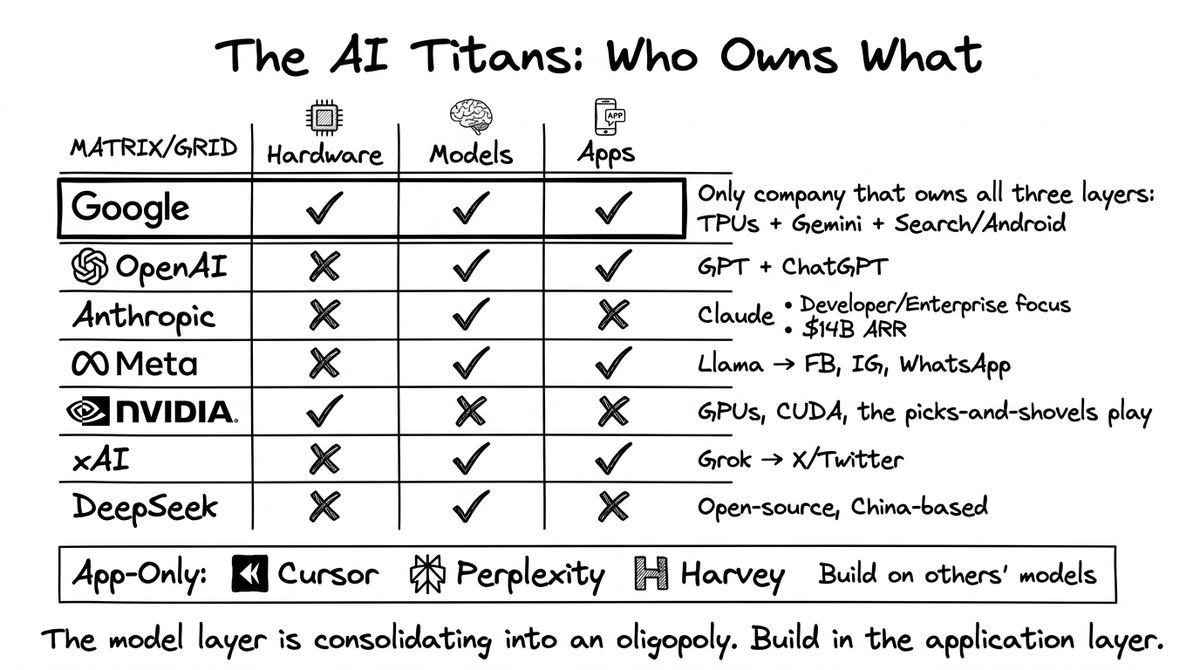 The AI Titans: Who Owns What
APP
MATRIX/GRID Hardware Models Apps
Google Only company that owns all three layers:
TPUs + Gemini + Search/Android
OpenAI GPT + ChatGPT
Anthropic Claude • Developer/Enterprise focus
• $14B ARR
Meta Llama → FB, IG, WhatsApp
NVIDIA. GPUs, CUDA, the picks-and-shovels play
xAI Grok → X/Twitter
DeepSeek Open-source, China-based
App-Only: Cursor Perplexity Harvey Build on others' models
The model layer is consolidating into an oligopoly. Build in the application layer.